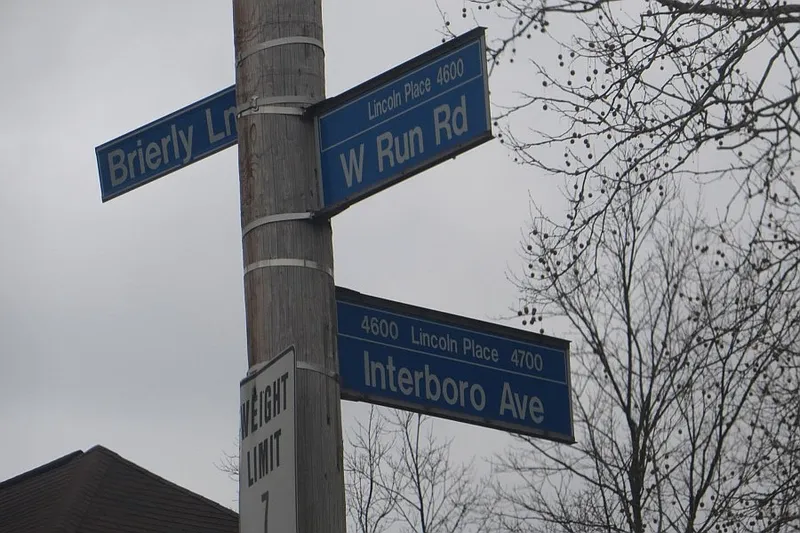 Brierly Ln
Lincoln Place 4600
W Run Rd
4600 Lincoln Place 4700
Interboro Ave
WEIGHT
LIMIT
7